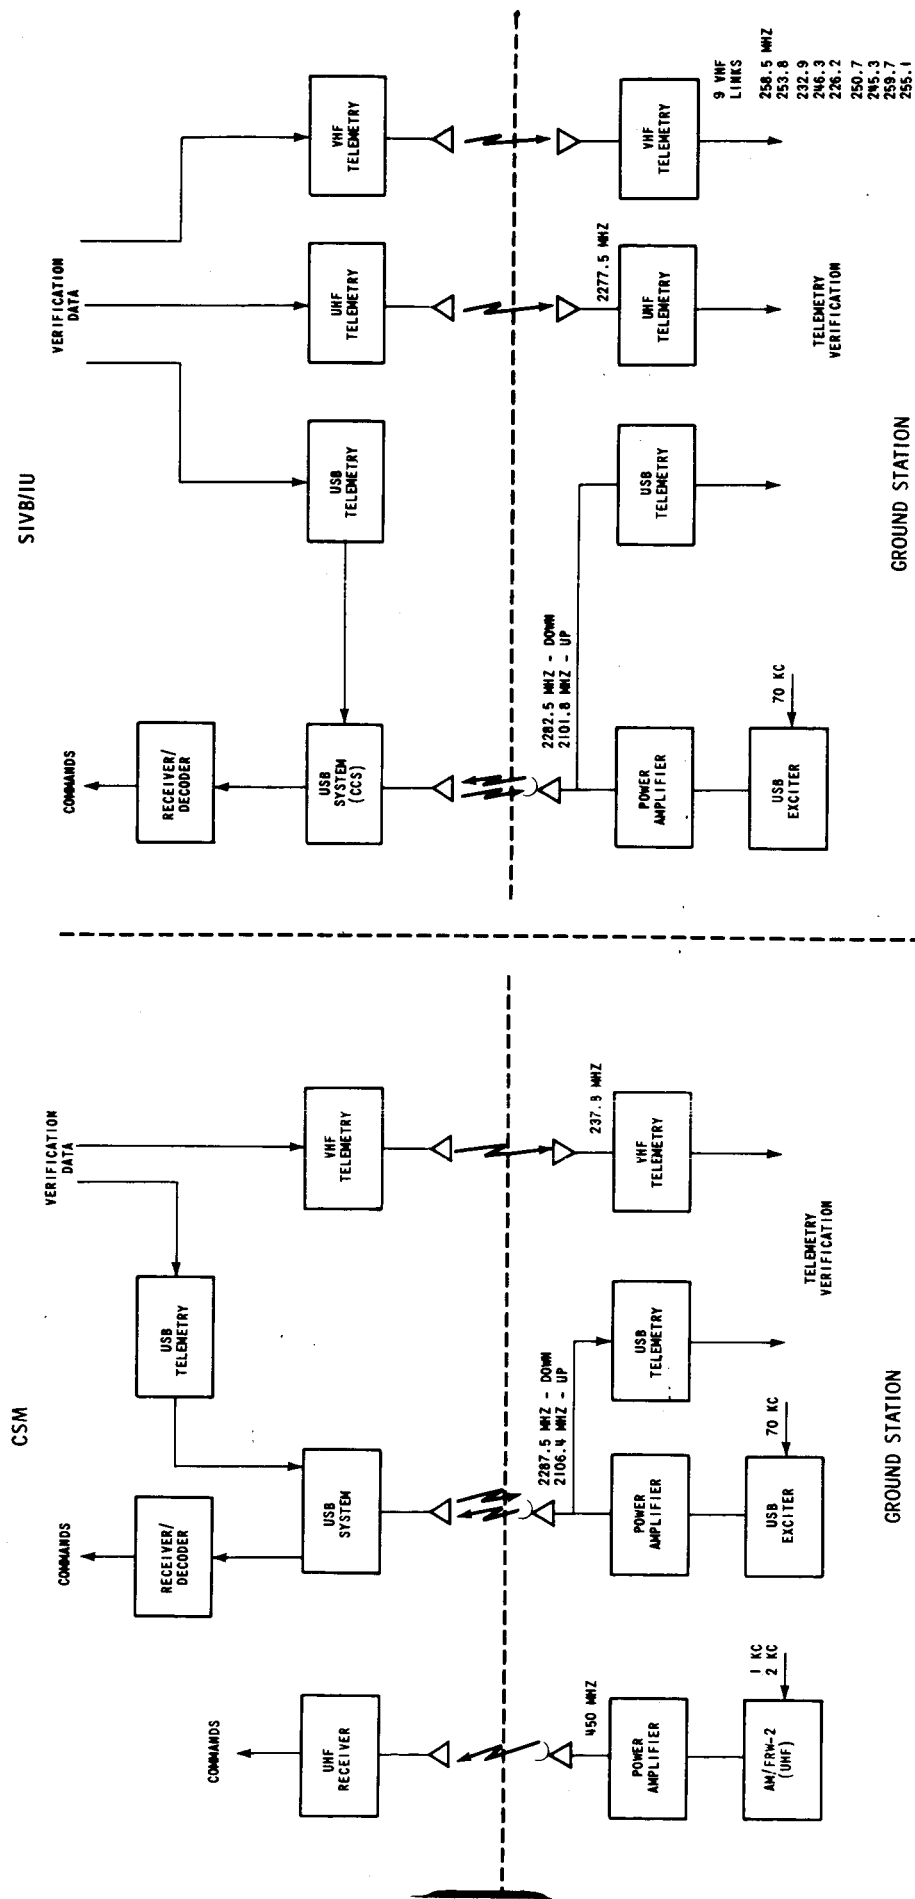 CSM
COMMANDS
UHF
RECEIVER
450 MHZ
POWER
AMPLIFIER
1 KC
2 KC
AM/FRW-2
(UHF)
COMMANDS
RECEIVER/
DECODER
USB
SYSTEM
2287.5 MHZ - DOWN
2106.4 MHZ - UP
POWER
AMPLIFIER
70 KC
USB
EXCITER
VERIFICATION
DATA
USB
TELEMETRY
USB
TELEMETRY
VHF
TELEMETRY
237.8 MHZ
VHF
TELEMETRY
TELEMETRY
VERIFICATION
GROUND STATION
SIVB/IU
COMMANDS
RECEIVER/
DECODER
USB
SYSTEM
(CCS)
2282.5 MHZ - DOWN
2101.8 MHZ - UP
POWER
AMPLIFIER
70 KC
USB
EXCITER
VERIFICATION
DATA
USB
TELEMETRY
USB
TELEMETRY
UHF
TELEMETRY
2277.5 MHZ
UHF
TELEMETRY
VHF
TELEMETRY
VHF
TELEMETRY
9 VHF
LINKS
258.5 MHZ
253.8
232.9
246.3
226.2
250.7
245.3
259.7
255.1
TELEMETRY
VERIFICATION
GROUND STATION